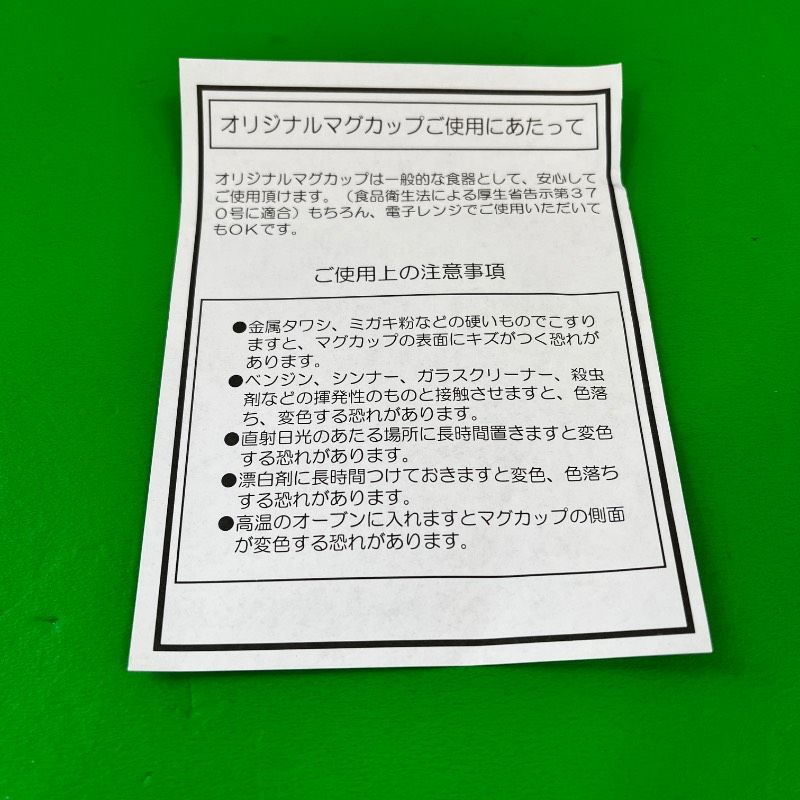 オリジナルマグカップご使用にあたって
オリジナルマグカップは一般的な食器として、安心して
ご使用頂けます。（食品衛生法による厚生省告示第３７
０号に適合）もちろん、電子レンジでご使用いただいて
もＯＫです。
ご使用上の注意事項
●金属タワシ、ミガキ粉などの硬いものでこすり
ますと、マグカップの表面にキズがつく恐れが
あります。
●ベンジン、シンナー、ガラスクリーナー、殺虫
剤などの揮発性のものと接触させますと、色落
ち、変色する恐れがあります。
●直射日光のあたる場所に長時間置きますと変色
する恐れがあります。
●漂白剤に長時間つけておきますと変色、色落ち
する恐れがあります。
●高温のオーブンに入れますとマグカップの側面
が変色する恐れがあります。